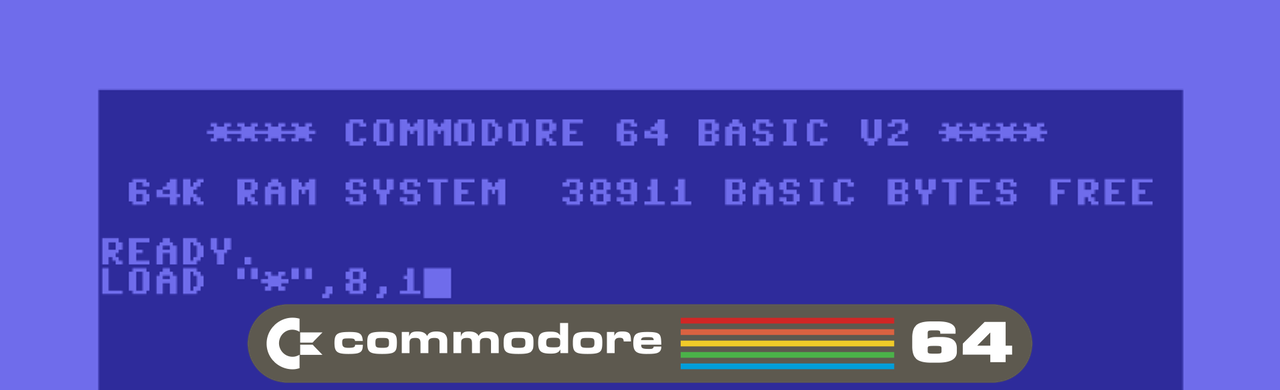 **** COMMODORE 64 BASIC V2 ****
64K RAM SYSTEM  38911 BASIC BYTES FREE
READY.
LOAD "*",8,1
commodore 64